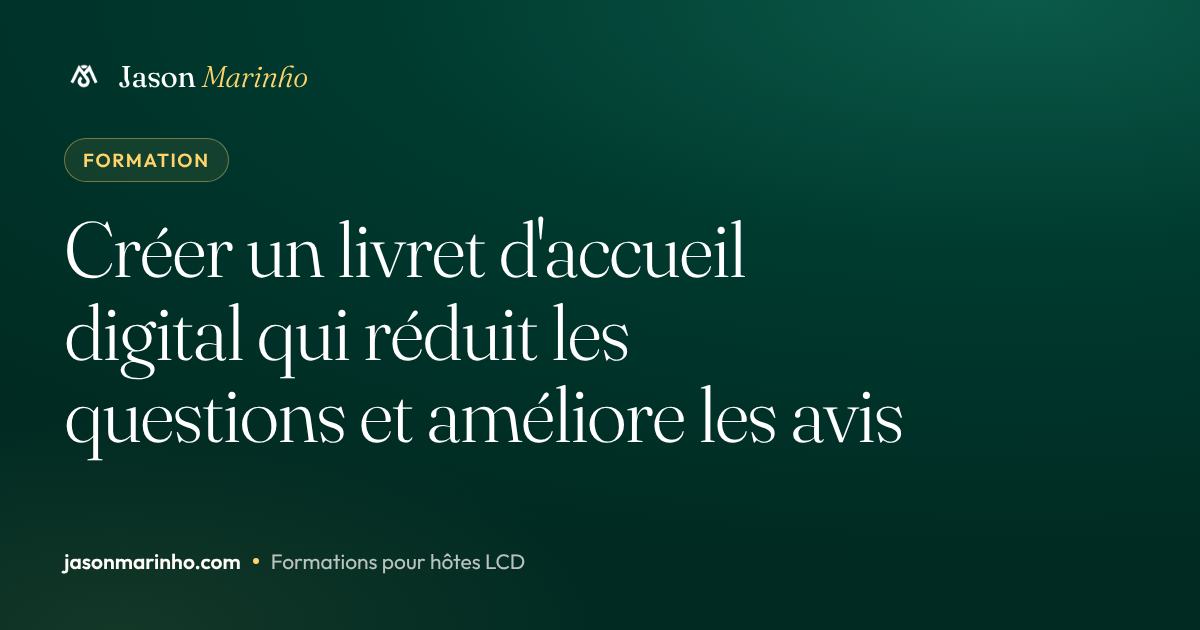 Jason Marinho
FORMATION
Créer un livret d'accueil
digital qui réduit les
questions et améliore les avis
jasonmarinho.com • Formations pour hôtes LCD